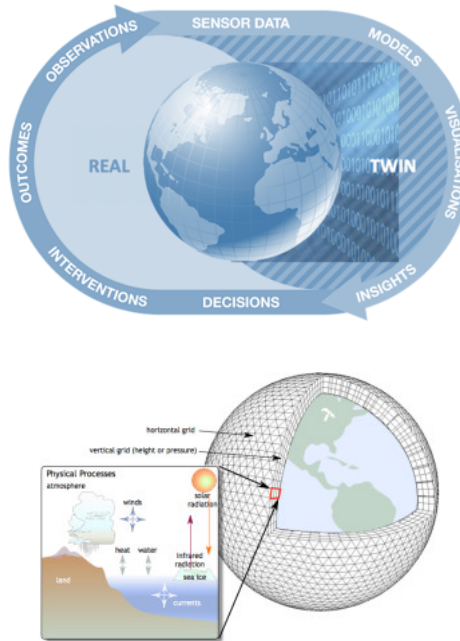 SENSOR DATA
OBSERVATIONS
MODELS
REAL
TWIN
VISUALISATIONS
OUTCOMES
INTERVENTIONS
DECISIONS
INSIGHTS
horizontal grid
vertical grid (height or pressure)
Physical Processes
atmosphere
solar
radiation
winds
heat water
infrared
radiation
sea ice
land
currents